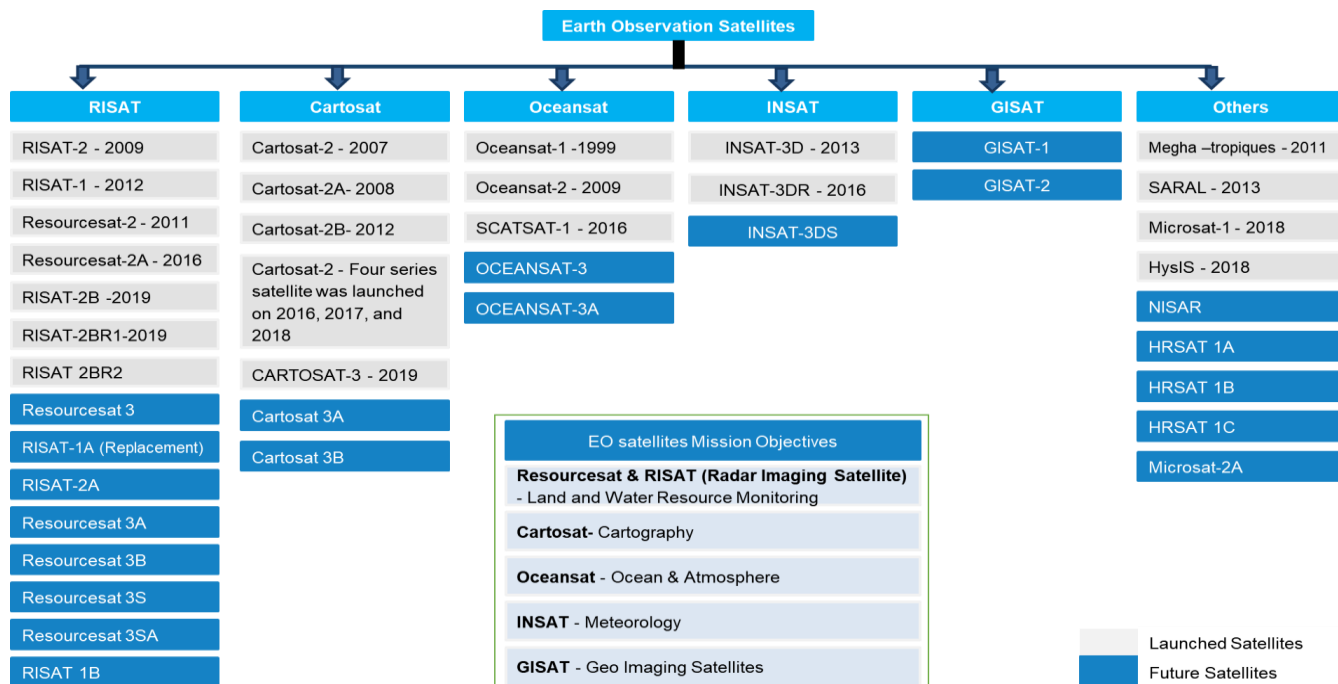 Earth Observation Satellites
RISAT
RISAT-2 - 2009
RISAT-1 - 2012
Resourcesat-2 - 2011
Resourcesat-2A - 2016
RISAT-2B -2019
RISAT-2BR1-2019
RISAT 2BR2
Resourcesat 3
RISAT-1A (Replacement)
RISAT-2A
Resourcesat 3A
Resourcesat 3B
Resourcesat 3S
Resourcesat 3SA
RISAT 1B
Cartosat
Cartosat-2 - 2007
Cartosat-2A- 2008
Cartosat-2B- 2012
Cartosat-2 - Four series
satellite was launched
on 2016, 2017, and
2018
CARTOSAT-3 - 2019
Cartosat 3A
Cartosat 3B
Oceansat
Oceansat-1 -1999
Oceansat-2 - 2009
SCATSAT-1 - 2016
OCEANSAT-3
OCEANSAT-3A
INSAT
INSAT-3D - 2013
INSAT-3DR - 2016
INSAT-3DS
GISAT
GISAT-1
GISAT-2
Others
Megha –tropiques - 2011
SARAL - 2013
Microsat-1 - 2018
HysIS - 2018
NISAR
HRSAT 1A
HRSAT 1B
HRSAT 1C
Microsat-2A
EO satellites Mission Objectives
Resourcesat & RISAT (Radar Imaging Satellite)
- Land and Water Resource Monitoring
Cartosat- Cartography
Oceansat - Ocean & Atmosphere
INSAT - Meteorology
GISAT - Geo Imaging Satellites
Launched Satellites
Future Satellites